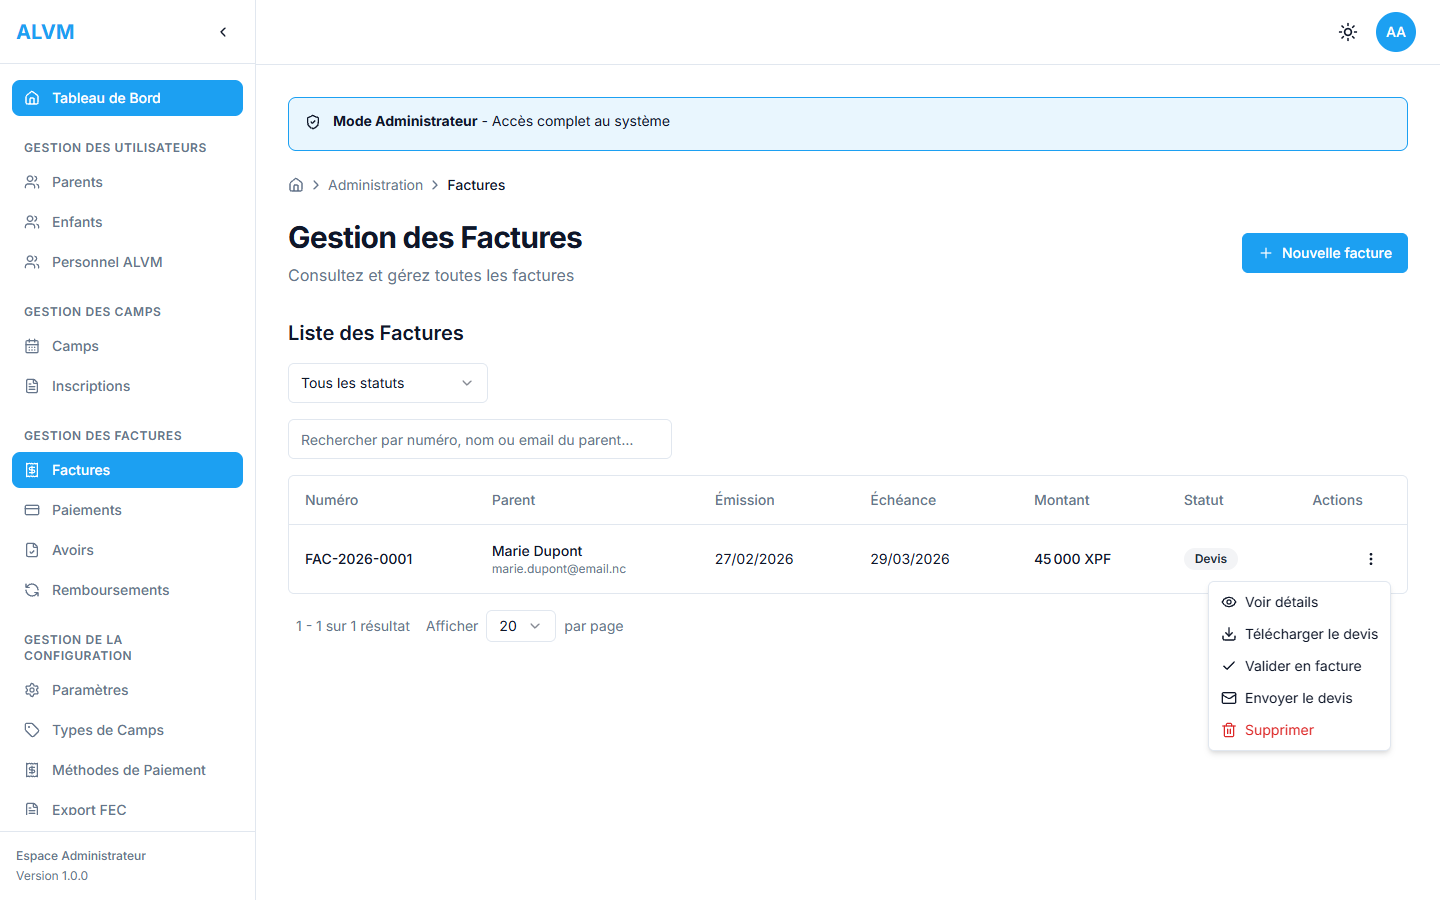 ALVM
AA
Tableau de Bord
GESTION DES UTILISATEURS
Parents
Enfants
Personnel ALVM
GESTION DES CAMPS
Camps
Inscriptions
GESTION DES FACTURES
Factures
Paiements
Avoirs
Remboursements
GESTION DE LA
CONFIGURATION
Paramètres
Types de Camps
Méthodes de Paiement
Export FEC
Espace Administrateur
Version 1.0.0
Mode Administrateur - Accès complet au système
Administration > Factures
Gestion des Factures
Consultez et gérez toutes les factures
Nouvelle facture
Liste des Factures
Tous les statuts
Rechercher par numéro, nom ou email du parent...
Numéro Parent Émission Échéance Montant Statut Actions
FAC-2026-0001 Marie Dupont 27/02/2026 29/03/2026 45 000 XPF Devis
marie.dupont@email.nc
Voir détails
Télécharger le devis
Valider en facture
Envoyer le devis
Supprimer
1 - 1 sur 1 résultat Afficher 20 par page